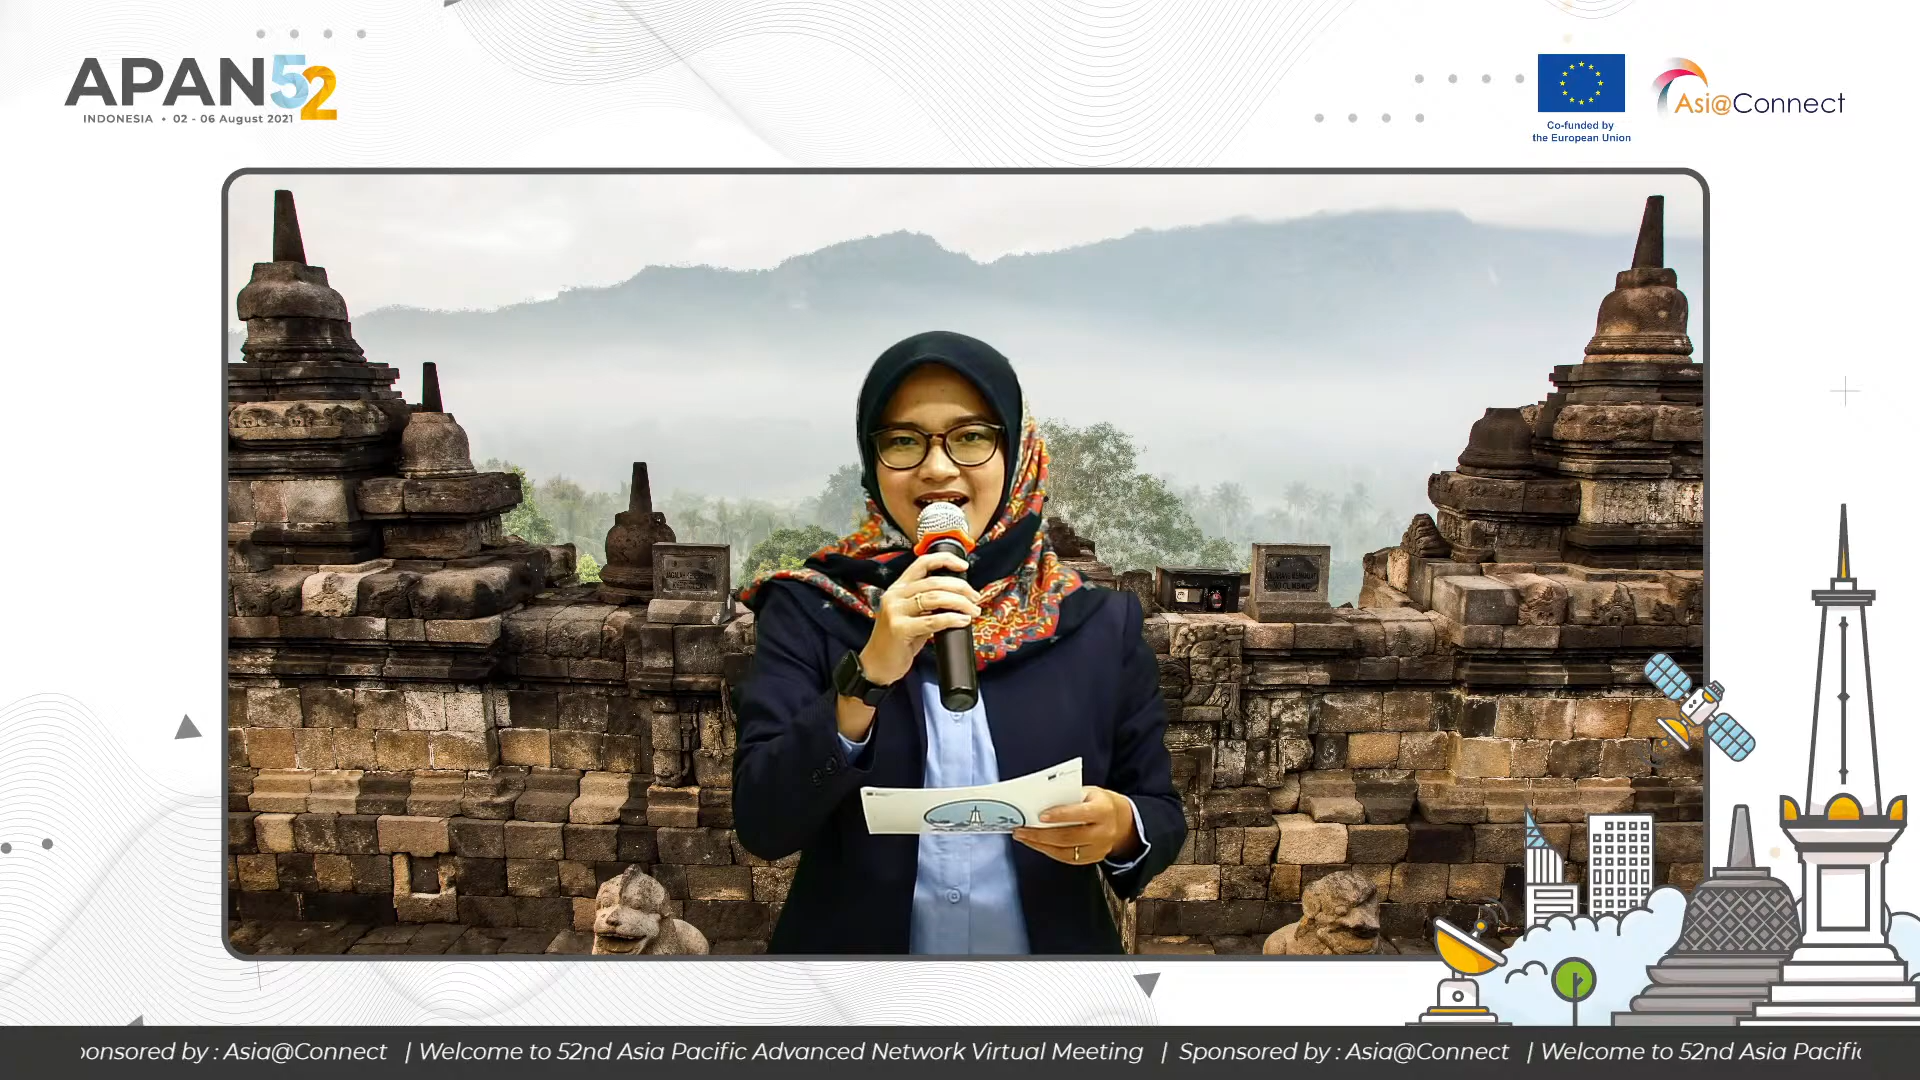 APAN52
INDONESIA • 02 - 06 August 2021
Co-funded by
the European Union
Asi@Connect
onsored by : Asia@Connect | Welcome to 52nd Asia Pacific Advanced Network Virtual Meeting | Sponsored by : Asia@Connect | Welcome to 52nd Asia Pacific